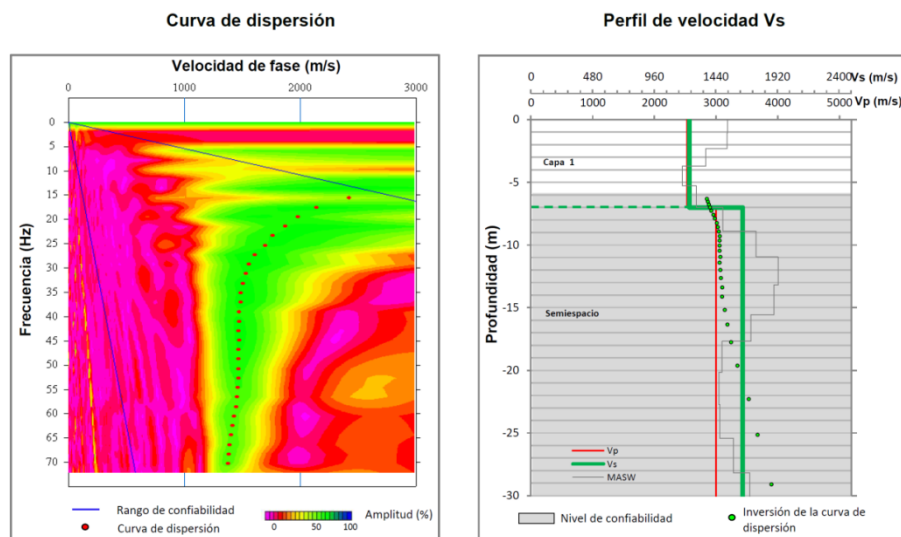 Curva de dispersión
Velocidad de fase (m/s)
0 1000 2000 3000
Frecuencia (Hz)
0
5
10
15
20
25
30
35
40
45
50
55
60
65
70
Rango de confiabilidad
Curva de dispersión
0 50 100
Amplitud (%)
Perfil de velocidad Vs
0 480 960 1440 1920 2400 Vs (m/s)
Vp (m/s)
0 1000 2000 3000 4000 5000
Profundidad (m)
0
-5
-10
-15
-20
-25
-30
Capa 1
Semiespacio
Vp
Vs
MASW
Nivel de confiabilidad
Inversión de la curva de
dispersión